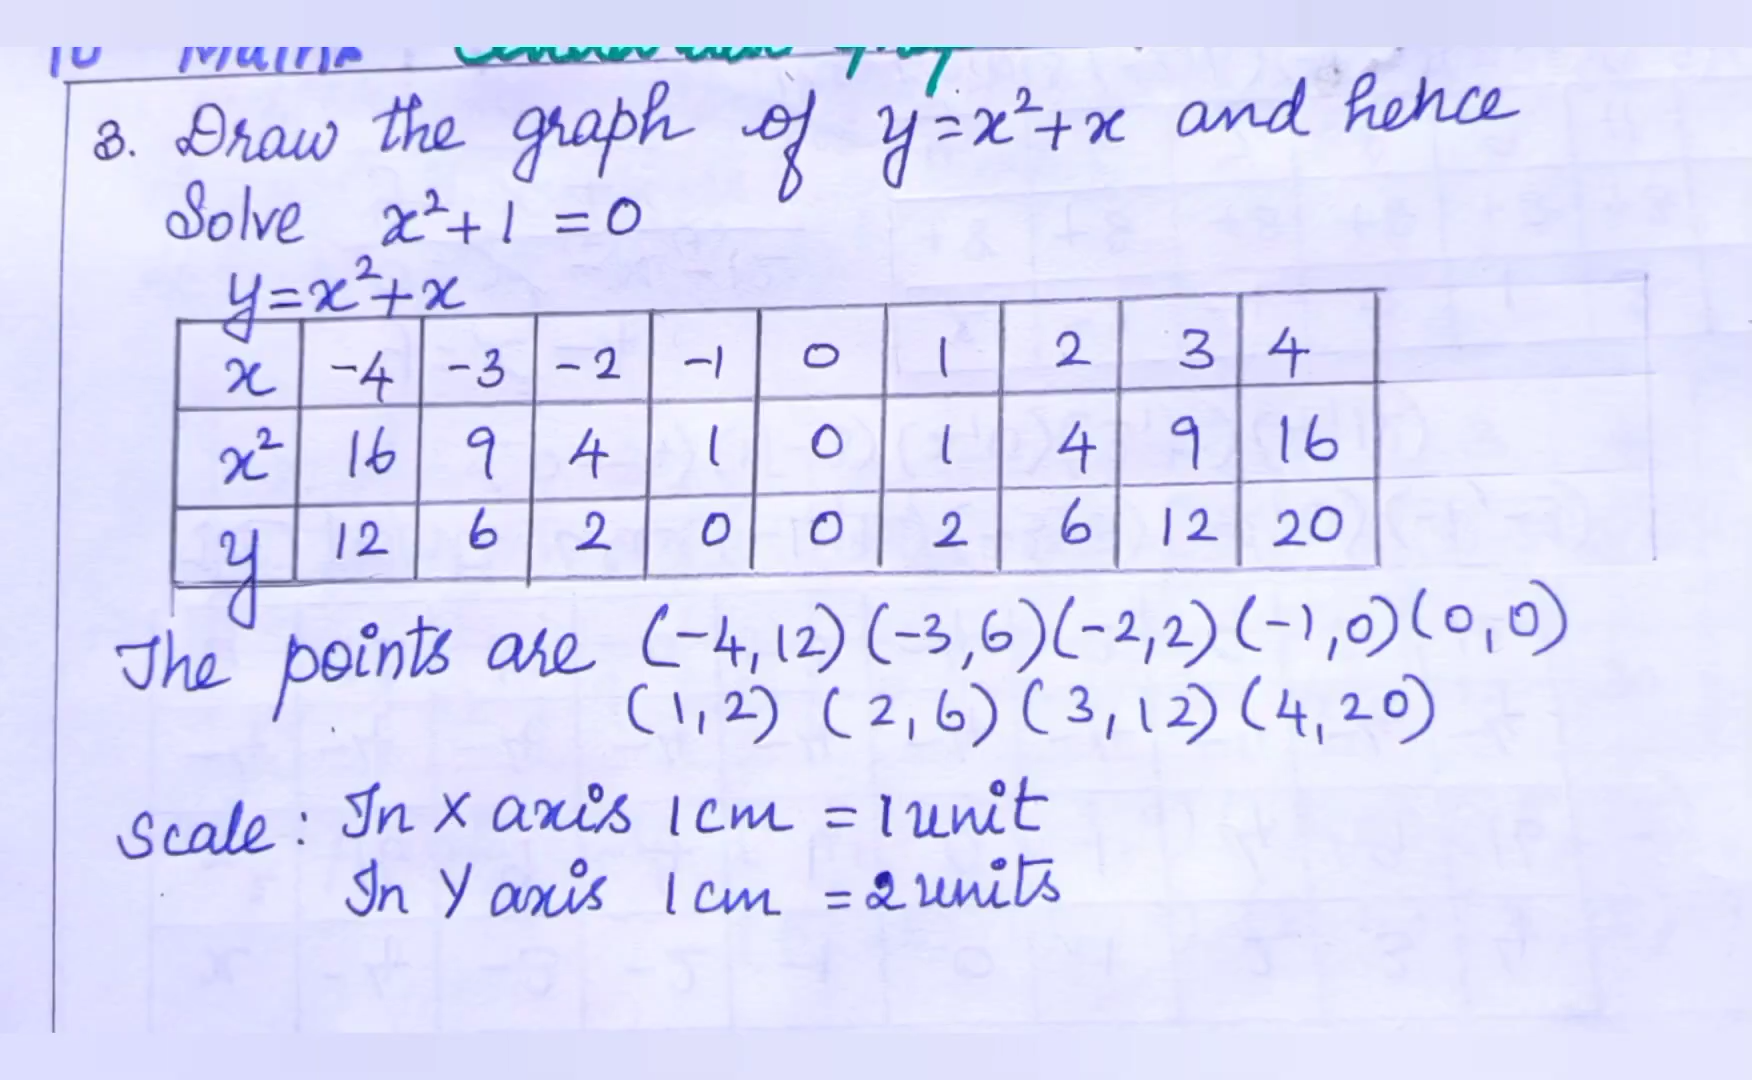 10 Maths
3. Draw the graph of y=x²+x and hence
Solve x²+1 =0
y=x²+x
x -4 -3 -2 -1 0 1 2 3 4
x² 16 9 4 1 0 1 4 9 16
y 12 6 2 0 0 2 6 12 20
The points are (-4,12) (-3,6) (-2,2) (-1,0) (0,0)
(1,2) (2,6) (3,12) (4,20)
Scale: In X axis 1cm = 1unit
In Y axis 1cm = 2units